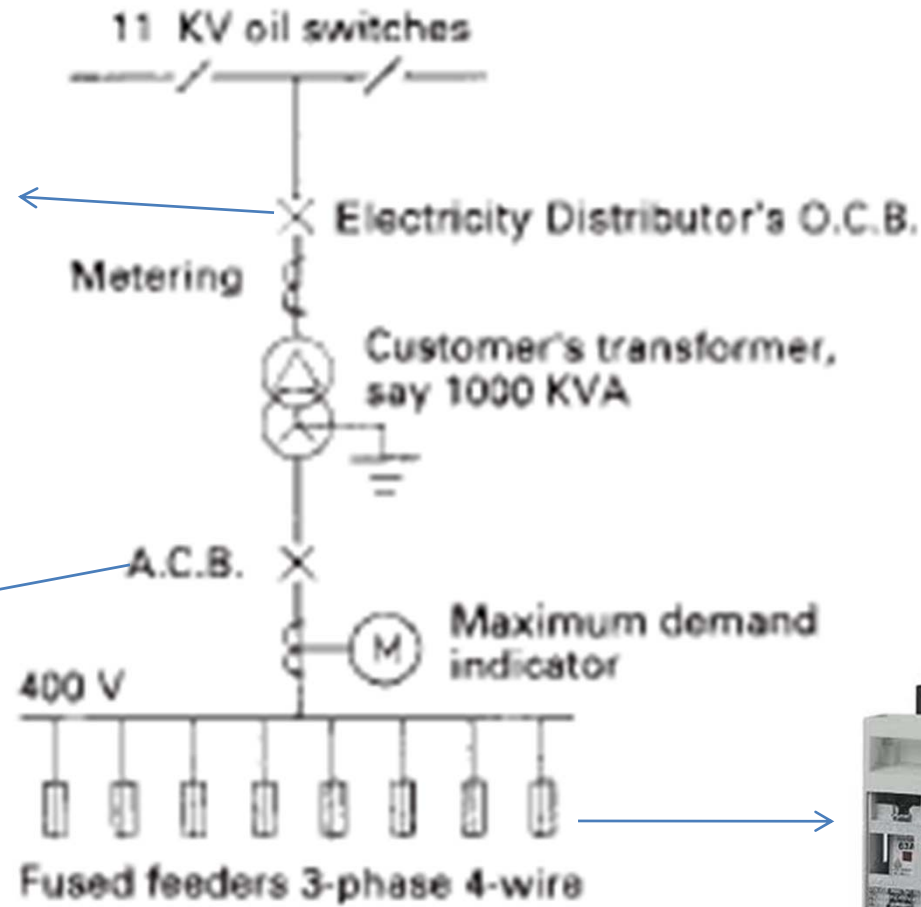 11 KV oil switches
Electricity Distributor's O.C.B.
Metering
Customer's transformer,
say 1000 KVA
A.C.B.
M
Maximum demand
indicator
400 V
Fused feeders 3-phase 4-wire